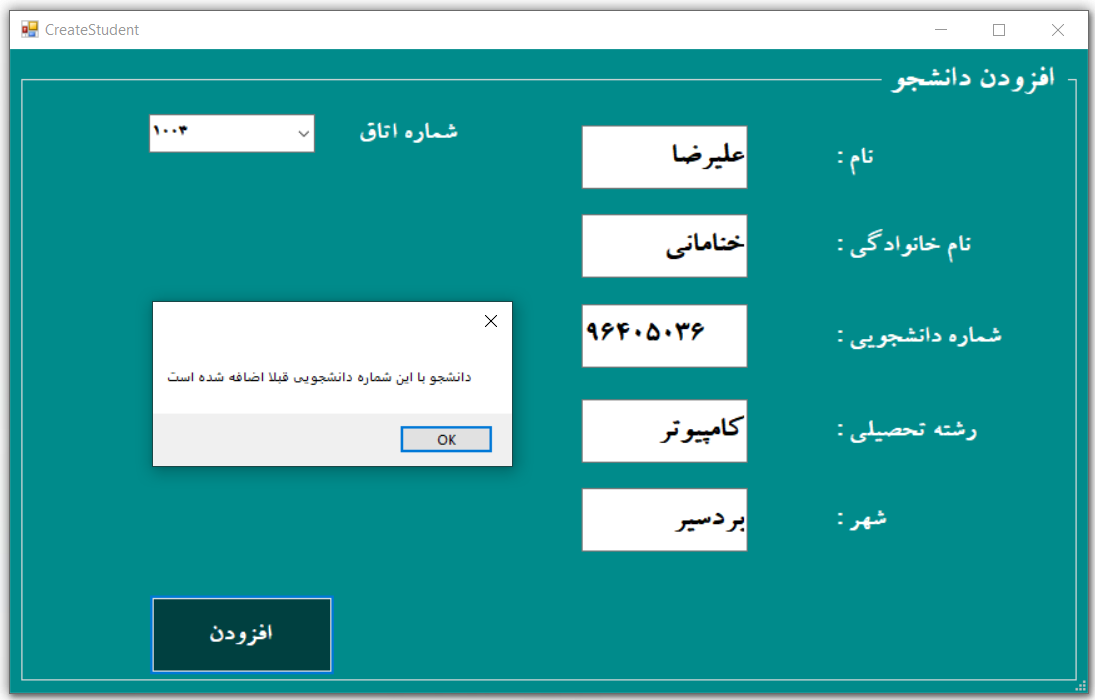 CreateStudent
افزودن دانشجو
نام :
علیرضا
شماره اتاق
۱۰۰۳
نام خانوادگی :
خنامانی
شماره دانشجویی :
۹۶۴۰۵۰۳۶
دانشجو با این شماره دانشجویی قبلا اضافه شده است
OK
رشته تحصیلی :
کامپیوتر
شهر :
بردسیر
افزودن